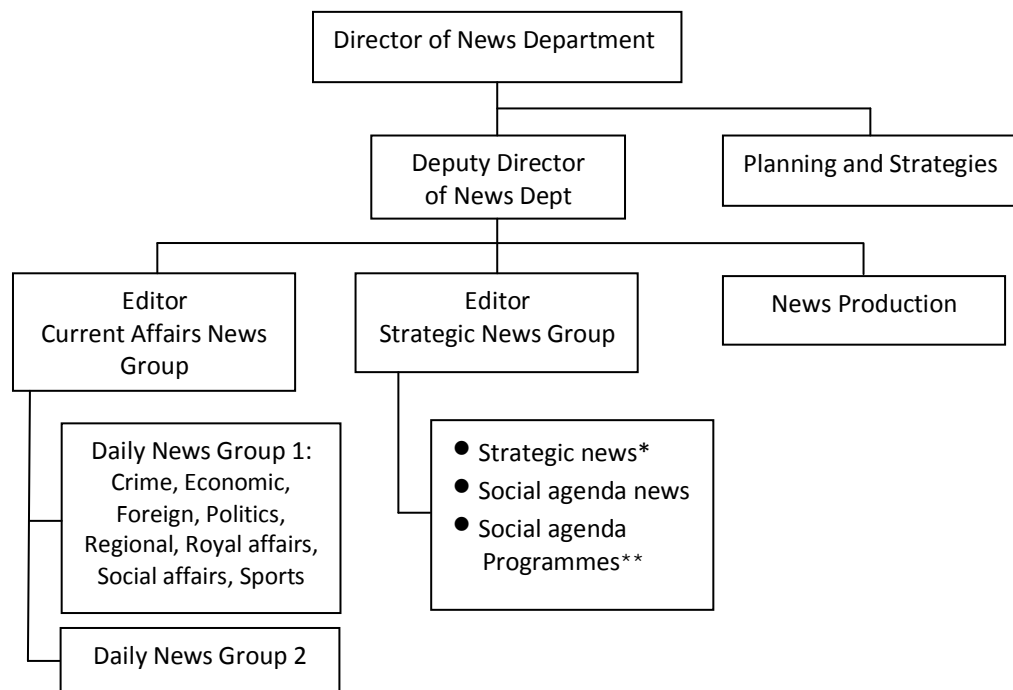 Director of News Department
Deputy Director
of News Dept
Planning and Strategies
Editor
Current Affairs News
Group
Editor
Strategic News Group
News Production
Daily News Group 1:
Crime, Economic,
Foreign, Politics,
Regional, Royal affairs,
Social affairs, Sports
● Strategic news*
● Social agenda news
● Social agenda
Programmes**
Daily News Group 2